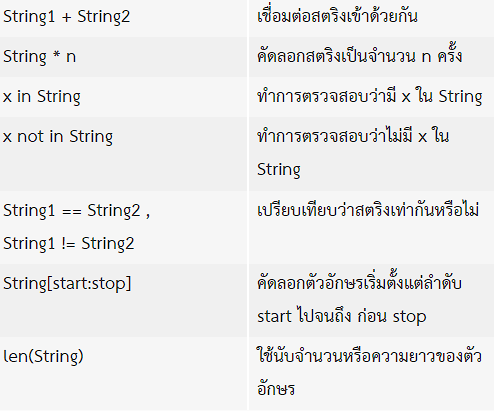 String1 + String2 เชื่อมต่อสตริงเข้าด้วยกัน
String * n คัดลอกสตริงเป็นจำนวน n ครั้ง
x in String ทำการตรวจสอบว่ามี x ใน String
x not in String ทำการตรวจสอบว่าไม่มี x ใน
String
String1 == String2 , เปรียบเทียบว่าสตริงเท่ากันหรือไม่
String1 != String2
String[start:stop] คัดลอกตัวอักษรเริ่มตั้งแต่ลำดับ
start ไปจนถึง ก่อน stop
len(String) ใช้นับจำนวนหรือความยาวของตัว
อักษร